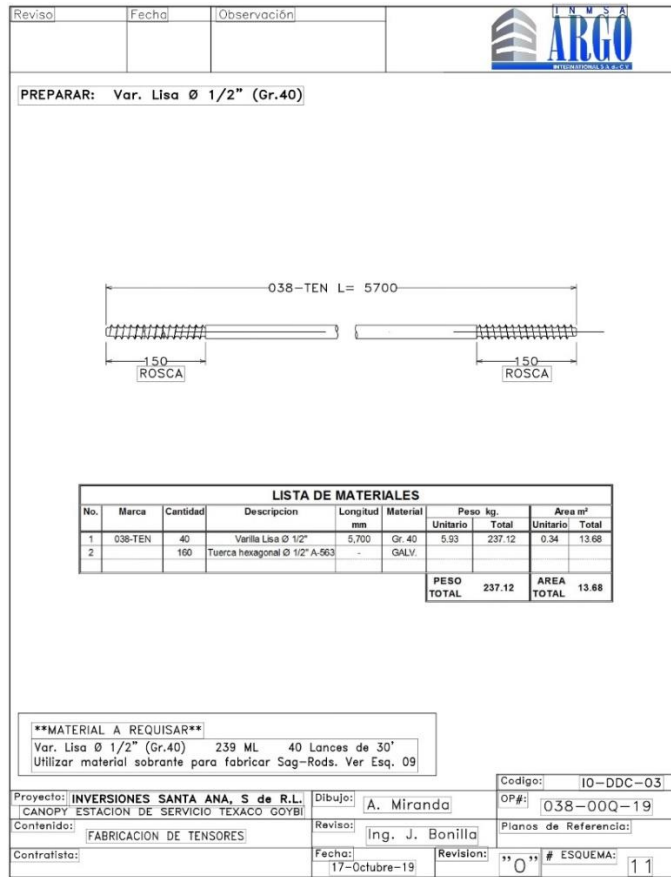 Reviso
Fecha
Observación
INMSA
ARGO
INTERNATIONAL S.A. de C.V.
PREPARAR: Var. Lisa Ø 1/2" (Gr.40)
038-TEN L= 5700
150
ROSCA
150
ROSCA
LISTA DE MATERIALES
No. Marca Cantidad Descripcion Longitud Material Peso kg. Area m²
mm Unitario Total Unitario Total
1 038-TEN 40 Varilla Lisa Ø 1/2" 5,700 Gr. 40 5.93 237.12 0.34 13.68
2 160 Tuerca hexagonal Ø 1/2" A-563 - GALV.
PESO TOTAL 237.12 AREA TOTAL 13.68
**MATERIAL A REQUISAR**
Var. Lisa Ø 1/2" (Gr.40) 239 ML 40 Lances de 30'
Utilizar material sobrante para fabricar Sag-Rods. Ver Esq. 09
Codigo: IO-DDC-03
Proyecto: INVERSIONES SANTA ANA, S de R.L.
CANOPY ESTACION DE SERVICIO TEXACO GOYBI
Dibujo: A. Miranda
OP#: 038-00Q-19
Contenido: FABRICACION DE TENSORES
Reviso: Ing. J. Bonilla
Planos de Referencia:
Contratista:
Fecha: 17-Octubre-19
Revision: "0"
# ESQUEMA: 11